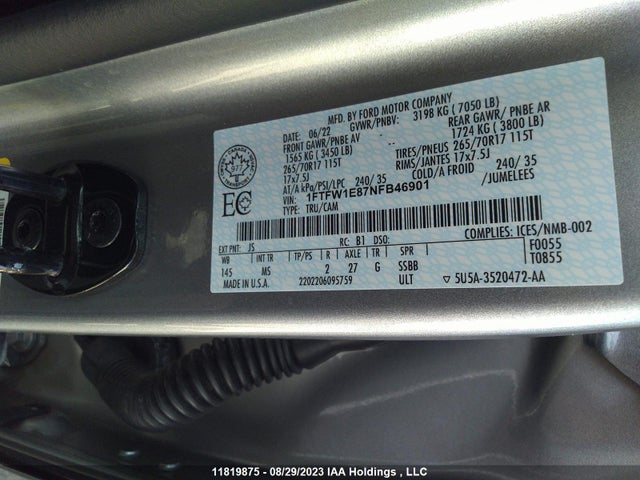 MFD. BY FORD MOTOR COMPANY
DATE: 06/22 GVWR/PNBV: 3198 KG ( 7050 LB)
FRONT GAWR/PNBE AV - REAR GAWR/ PNBE AR
1565 KG ( 3450 LB) 1724 KG ( 3800 LB)
265/70R17 115T TIRES/PNEUS 265/70R17 115T
17x7.5J RIMS/JANTES 17x7.5J
AT/A kPa/PSI/LPC 240/ 35 COLD/A FROID 240/ 35
VIN: 1FTFW1E87NFB46901 /JUMELEES
TYPE: TRU/CAM
CANADA
977
TRANSPORT
EC
COMPLIES: ICES/NMB-002
EXT PNT: JS RC: B1 DSO: F0055
WB INT TR TP/PS R AXLE TR SPR T0855
145 MS 2 27 G SSBB
MADE IN U.S.A. 2202206095759 ULT ▽ 5U5A-3520472-AA
11819875 - 08/29/2023 IAA Holdings , LLC